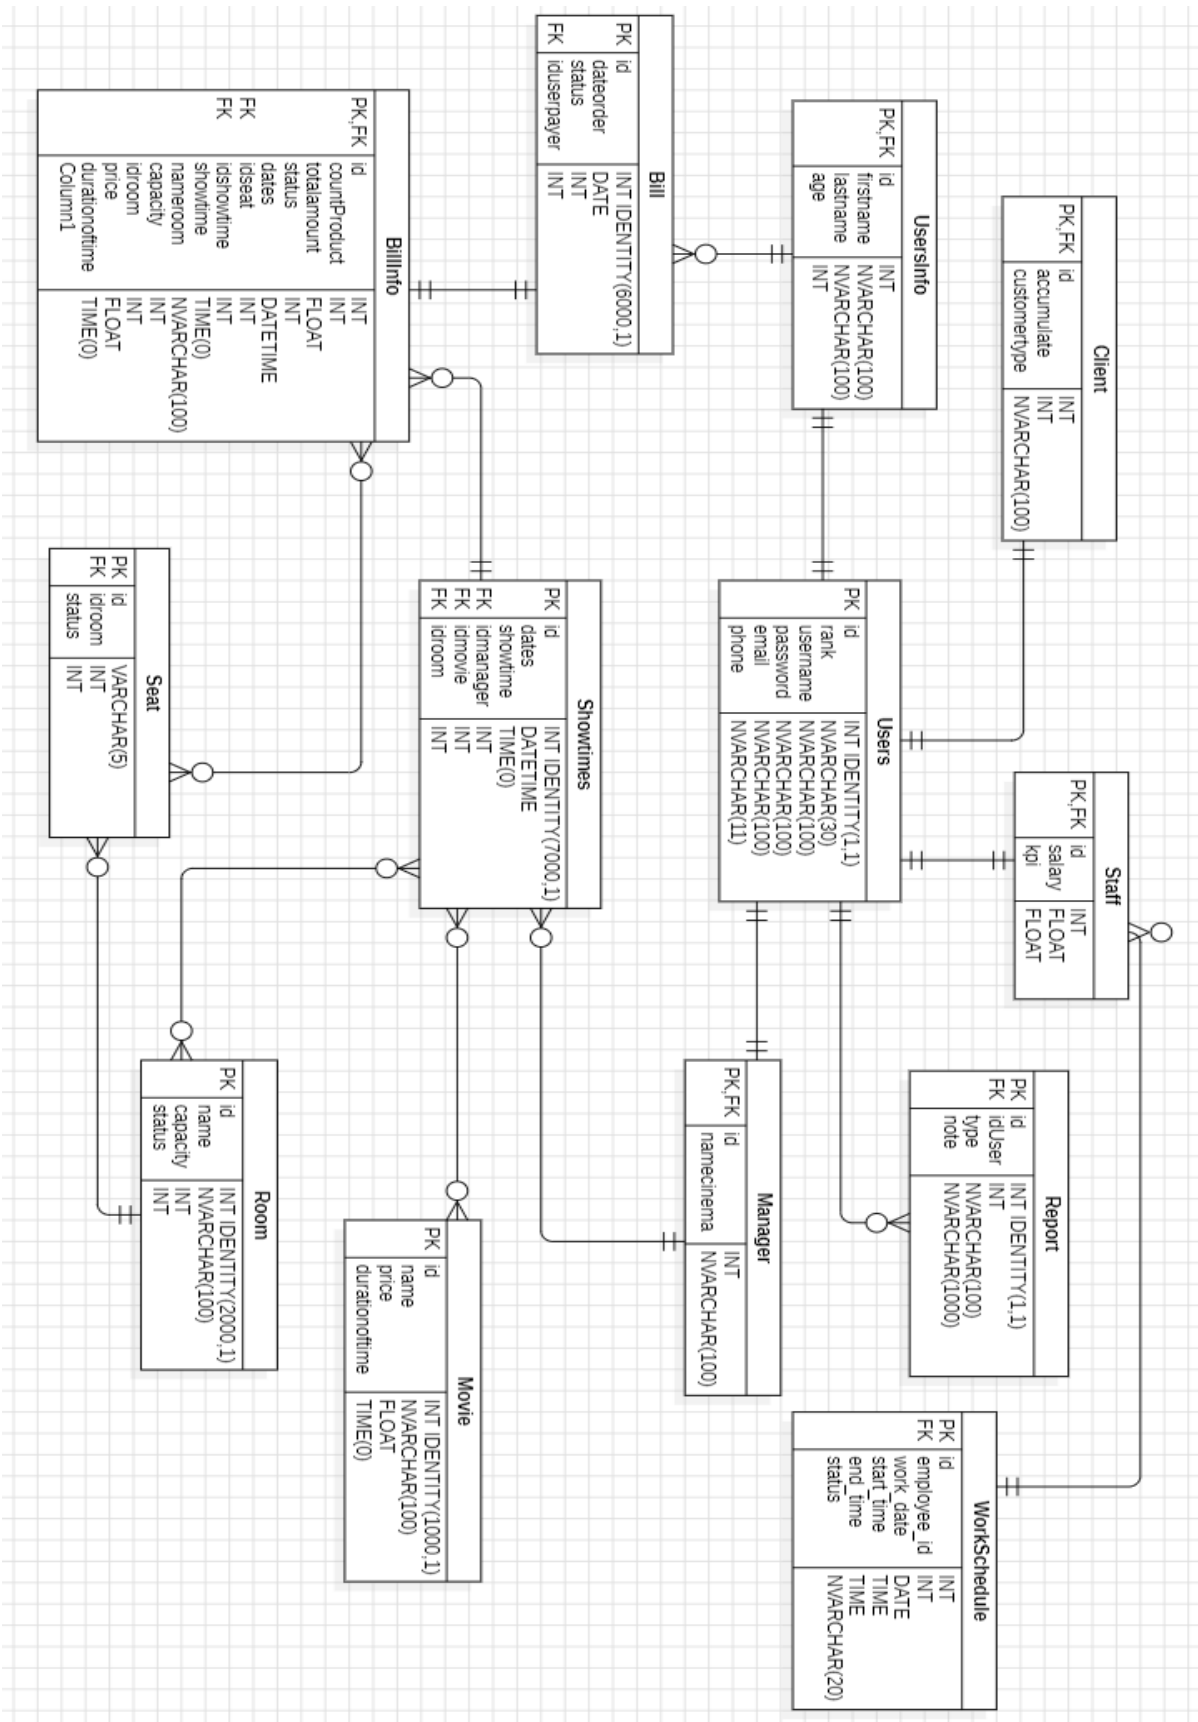 Client
PK,FK id INT
accumulate INT
customertype NVARCHAR(100)
Staff
PK,FK id INT
salary FLOAT
kpi FLOAT
Report
PK id INT IDENTITY(1,1)
FK idUser INT
type NVARCHAR(100)
note NVARCHAR(1000)
WorkSchedule
PK id INT
FK employee_id INT
work_date DATE
start_time TIME
end_time TIME
status NVARCHAR(20)
UsersInfo
PK,FK id INT
firstname NVARCHAR(100)
lastname NVARCHAR(100)
age INT
Users
PK id INT IDENTITY(1,1)
rank NVARCHAR(30)
username NVARCHAR(100)
password NVARCHAR(100)
email NVARCHAR(100)
phone NVARCHAR(11)
Manager
PK,FK id INT
namecinema NVARCHAR(100)
Bill
PK id INT IDENTITY(6000,1)
dateorder DATE
status INT
FK iduserpayer INT
Showtimes
PK id INT IDENTITY(7000,1)
dates DATETIME
showtime TIME(0)
FK idmanager INT
FK idmovie INT
FK idroom INT
Movie
PK id INT IDENTITY(1000,1)
name NVARCHAR(100)
price FLOAT
durationoftime TIME(0)
BillInfo
PK,FK id INT
countProduct INT
totalamount FLOAT
status INT
dates DATETIME
FK idseat INT
FK idshowtime INT
showtime TIME(0)
nameroom NVARCHAR(100)
capacity INT
idroom INT
price FLOAT
durationoftime TIME(0)
Column1
Room
PK id INT IDENTITY(2000,1)
name NVARCHAR(100)
capacity INT
status INT
Seat
PK id VARCHAR(5)
FK idroom INT
status INT